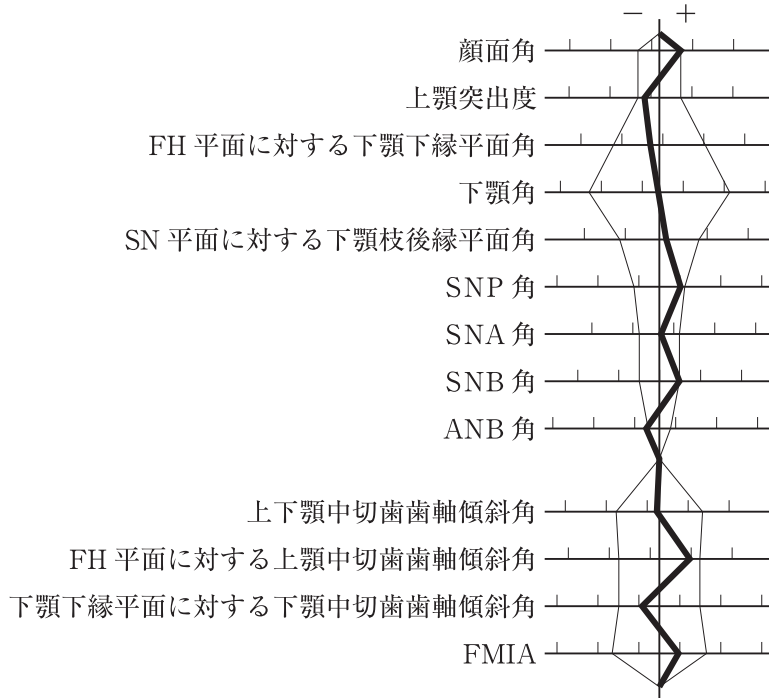 − +
顔面角
上顎突出度
FH 平面に対する下顎下縁平面角
下顎角
SN 平面に対する下顎枝後縁平面角
SNP 角
SNA 角
SNB 角
ANB 角
上下顎中切歯歯軸傾斜角
FH 平面に対する上顎中切歯歯軸傾斜角
下顎下縁平面に対する下顎中切歯歯軸傾斜角
FMIA